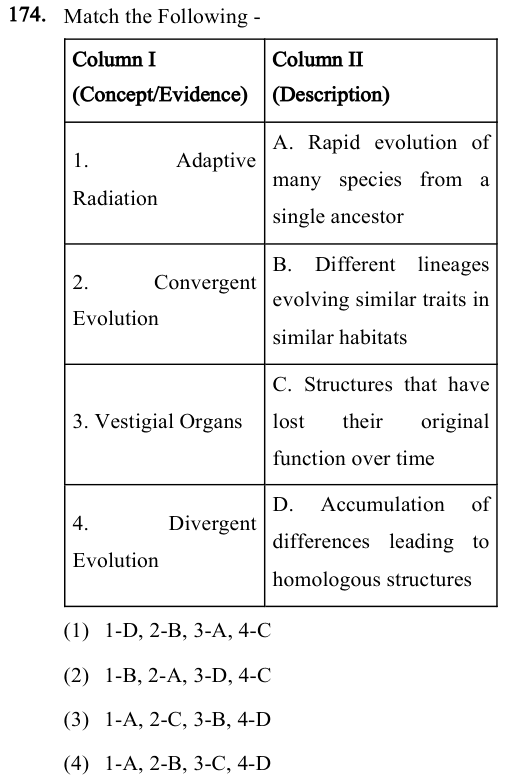 174. Match the Following -
Column I
(Concept/Evidence)
Column II
(Description)
1. Adaptive
Radiation
A. Rapid evolution of
many species from a
single ancestor
2. Convergent
Evolution
B. Different lineages
evolving similar traits in
similar habitats
3. Vestigial Organs
C. Structures that have
lost their original
function over time
4. Divergent
Evolution
D. Accumulation of
differences leading to
homologous structures
(1) 1-D, 2-B, 3-A, 4-C
(2) 1-B, 2-A, 3-D, 4-C
(3) 1-A, 2-C, 3-B, 4-D
(4) 1-A, 2-B, 3-C, 4-D